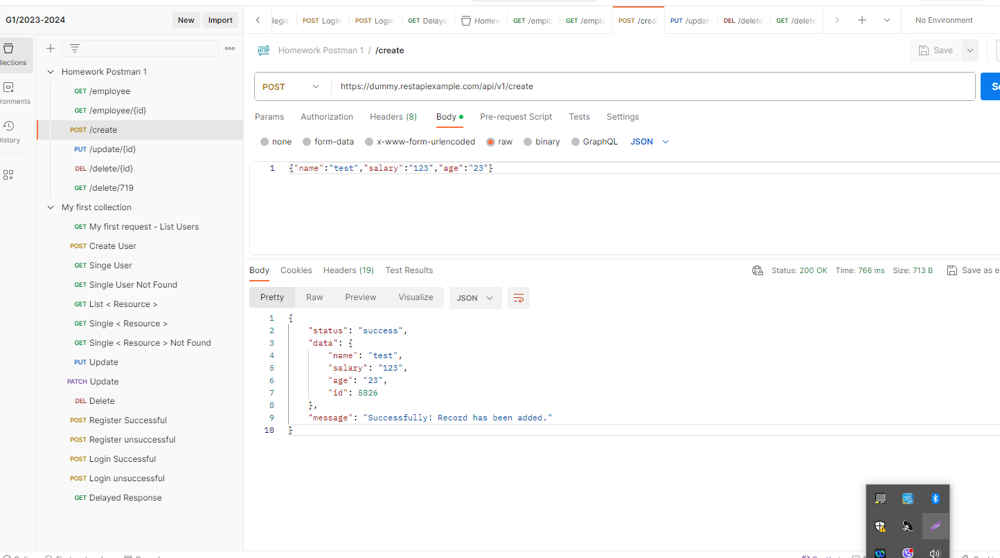 G1/2023-2024
New
Import
POST Login
POST Login
GET Delaye
Homew
GET /emplo
GET /emplo
POST /crea
PUT /updat
DEL /delete
GET /delete
No Environment
Homework Postman 1 / /create
Save
HTTP
POST
https://dummy.restapiexample.com/api/v1/create
Params
Authorization
Headers (8)
Body
Pre-request Script
Tests
Settings
none
form-data
x-www-form-urlencoded
raw
binary
GraphQL
JSON
1 {"name":"test","salary":"123","age":"23"}
llections
ronments
History
Homework Postman 1
GET /employee
GET /employee/{id}
POST /create
PUT /update/{id}
DEL /delete/{id}
GET /delete/719
My first collection
GET My first request - List Users
POST Create User
GET Singe User
GET Single User Not Found
GET List < Resource >
GET Single < Resource >
GET Single < Resource > Not Found
PUT Update
PATCH Update
DEL Delete
POST Register Successful
POST Register unsuccessful
POST Login Successful
POST Login unsuccessful
GET Delayed Response
Body
Cookies
Headers (19)
Test Results
Status: 200 OK
Time: 766 ms
Size: 713 B
Save as e
Pretty
Raw
Preview
Visualize
JSON
1 {
2 "status": "success",
3 "data": {
4 "name": "test",
5 "salary": "123",
6 "age": "23",
7 "id": 5826
8 },
9 "message": "Successfully! Record has been added."
10 }